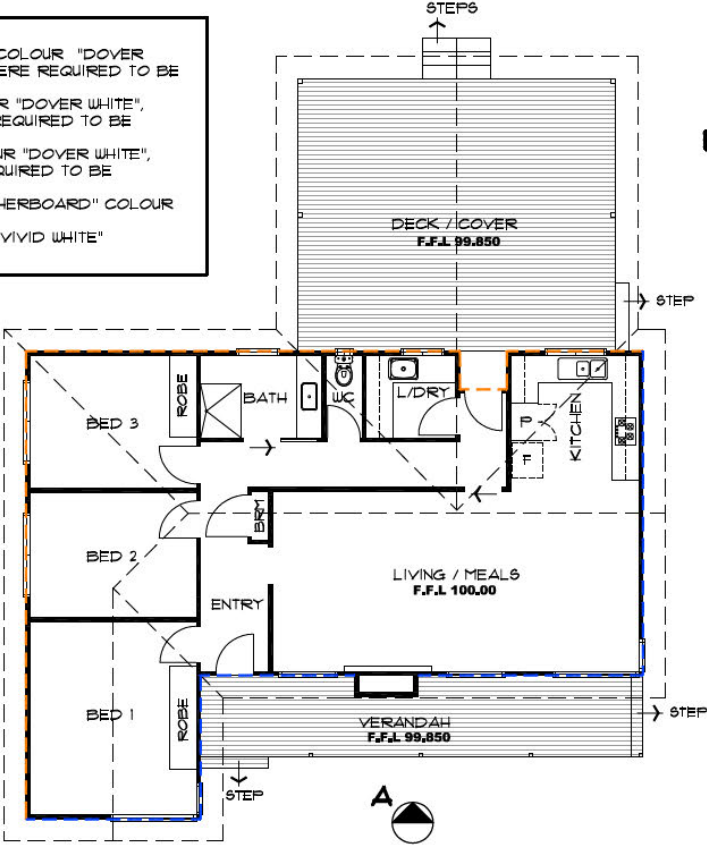 STEPS
COLOUR "DOVER
ERE REQUIRED TO BE
R "DOVER WHITE",
REQUIRED TO BE
UR "DOVER WHITE",
QUIRED TO BE
HERBOARD" COLOUR
VIVID WHITE"
DECK / COVER
F.F.L 99.850
STEP
ROBE
BATH
WC
L/DRY
BED 3
P
KITCHEN
F
BRM
BED 2
LIVING / MEALS
F.F.L 100.00
ENTRY
BED 1
ROBE
VERANDAH
F.F.L 99.850
STEP
STEP
A